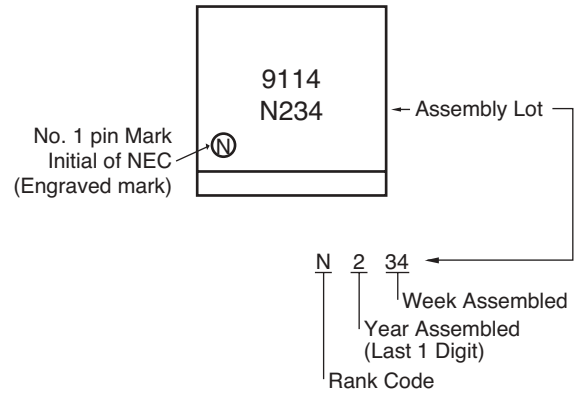 9114
N234
Assembly Lot
No. 1 pin Mark
Initial of NEC
(Engraved mark)
N
N 2 34
Week Assembled
Year Assembled
(Last 1 Digit)
Rank Code